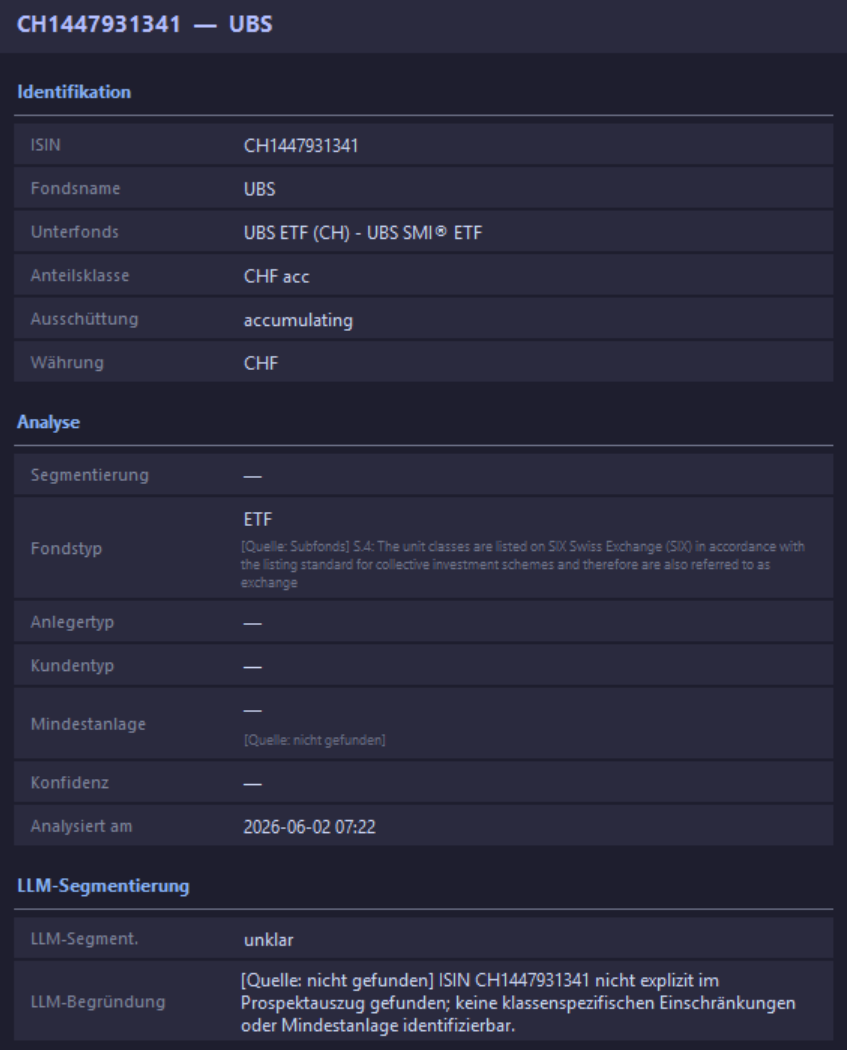 CH1447931341 — UBS
Identifikation
ISIN CH1447931341
Fondsname UBS
Unterfonds UBS ETF (CH) - UBS SMI® ETF
Anteilsklasse CHF acc
Ausschüttung accumulating
Währung CHF
Analyse
Segmentierung —
Fondstyp ETF
[Quelle: Subfonds] S.4: The unit classes are listed on SIX Swiss Exchange (SIX) in accordance with
the listing standard for collective investment schemes and therefore are also referred to as
exchange
Anlegertyp —
Kundentyp —
Mindestanlage —
[Quelle: nicht gefunden]
Konfidenz —
Analysiert am 2026-06-02 07:22
LLM-Segmentierung
LLM-Segment. unklar
LLM-Begründung [Quelle: nicht gefunden] ISIN CH1447931341 nicht explizit im
Prospektauszug gefunden; keine klassenspezifischen Einschränkungen
oder Mindestanlage identifizierbar.